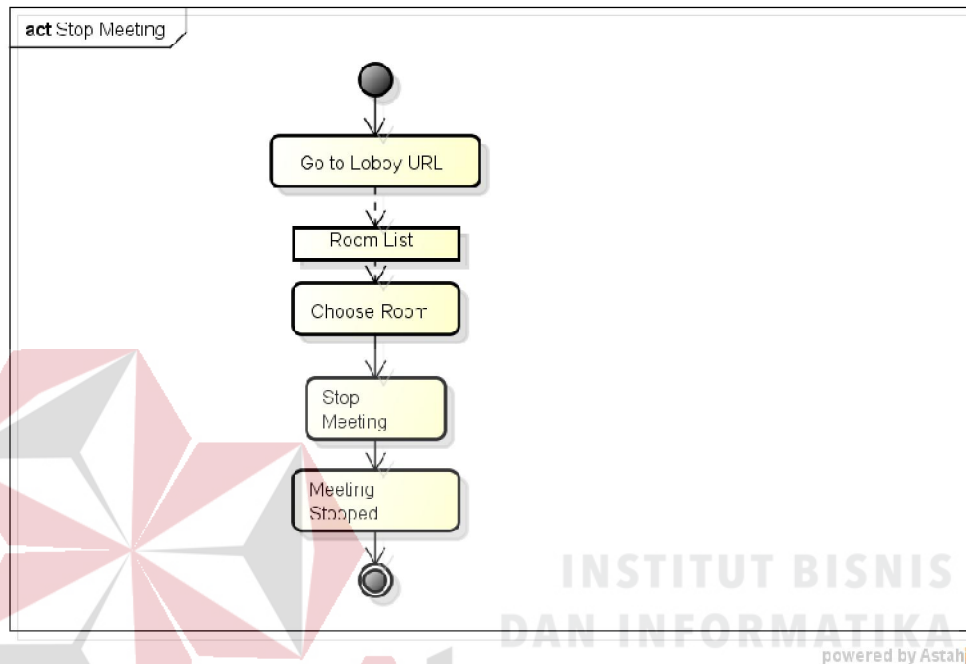 act Stop Meeting
Go to Lobby URL
Room List
Choose Room
Stop
Meeting
Meeting
Stopped
INSTITUT BISNIS
DAN INFORMATIKA
powered by Astah